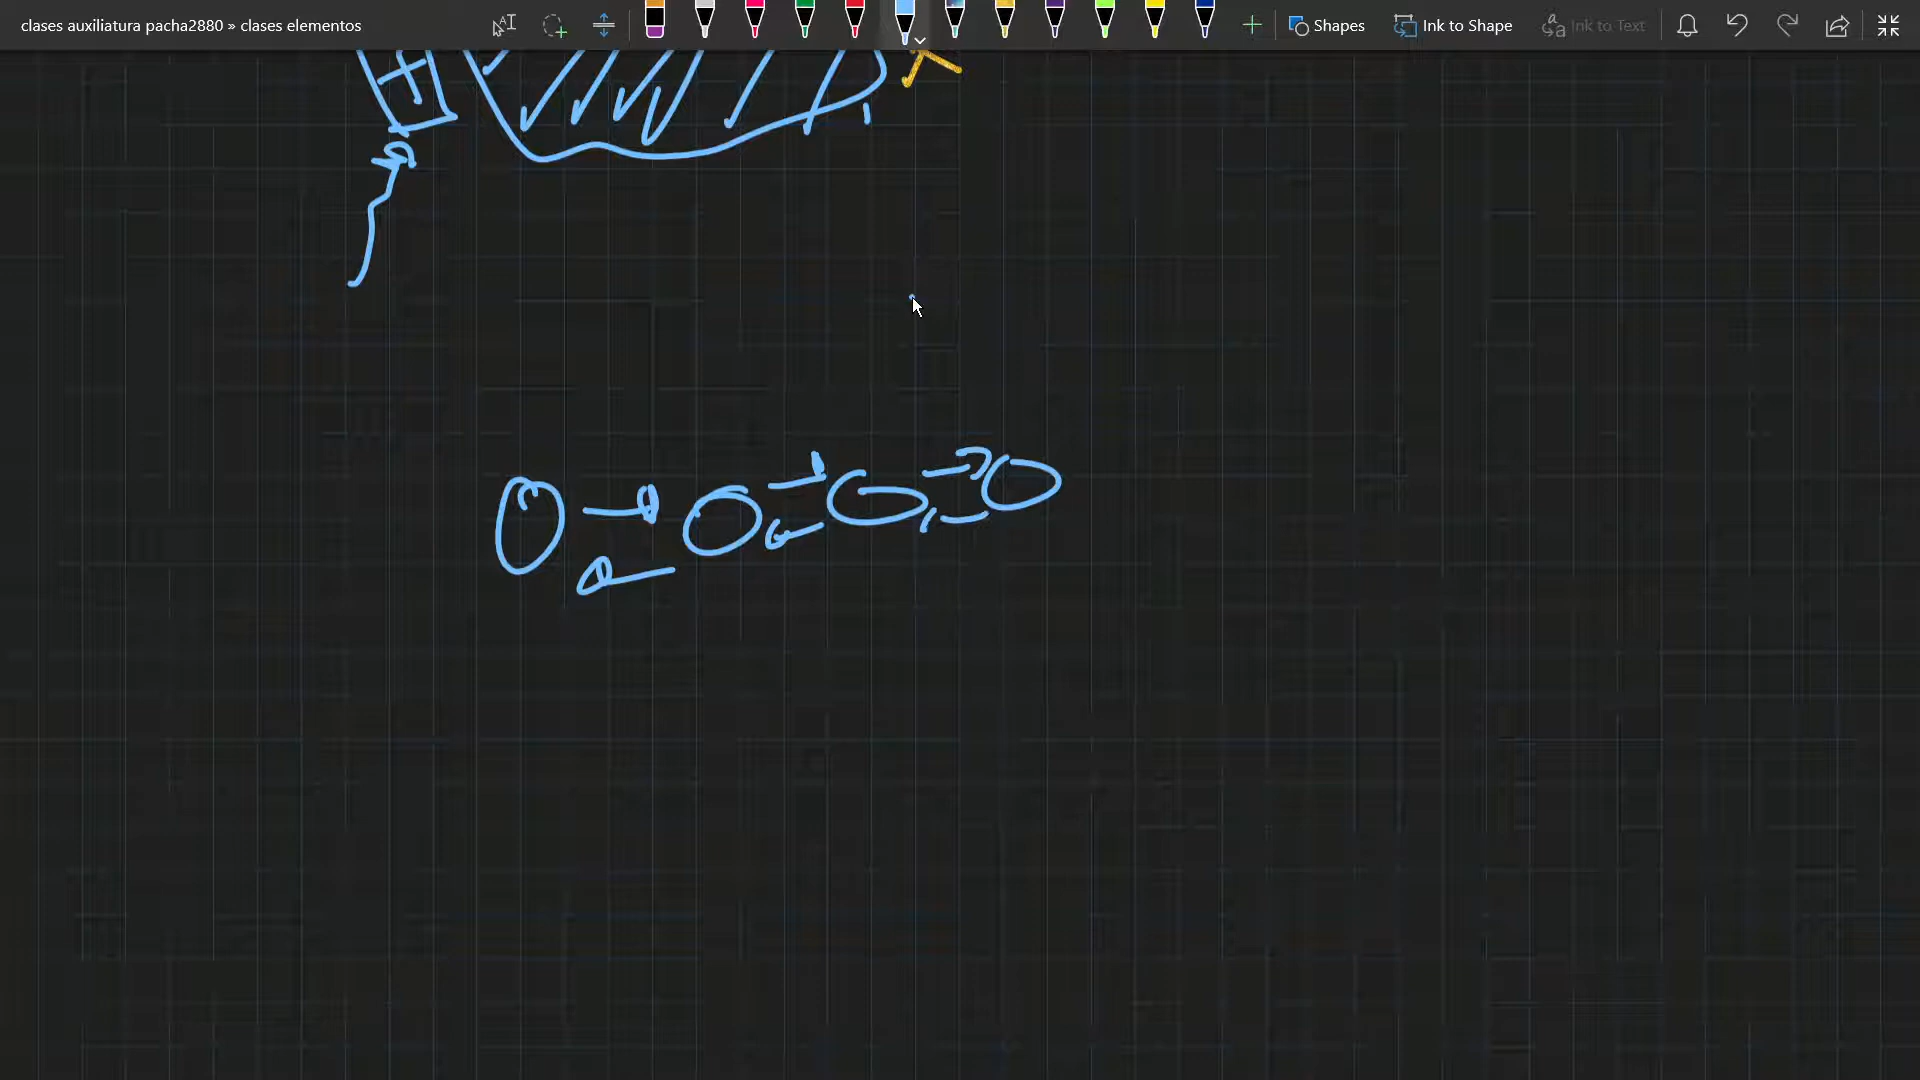 clases auxiliatura pacha2880 » clases elementos
Shapes
Ink to Shape
Ink to Text